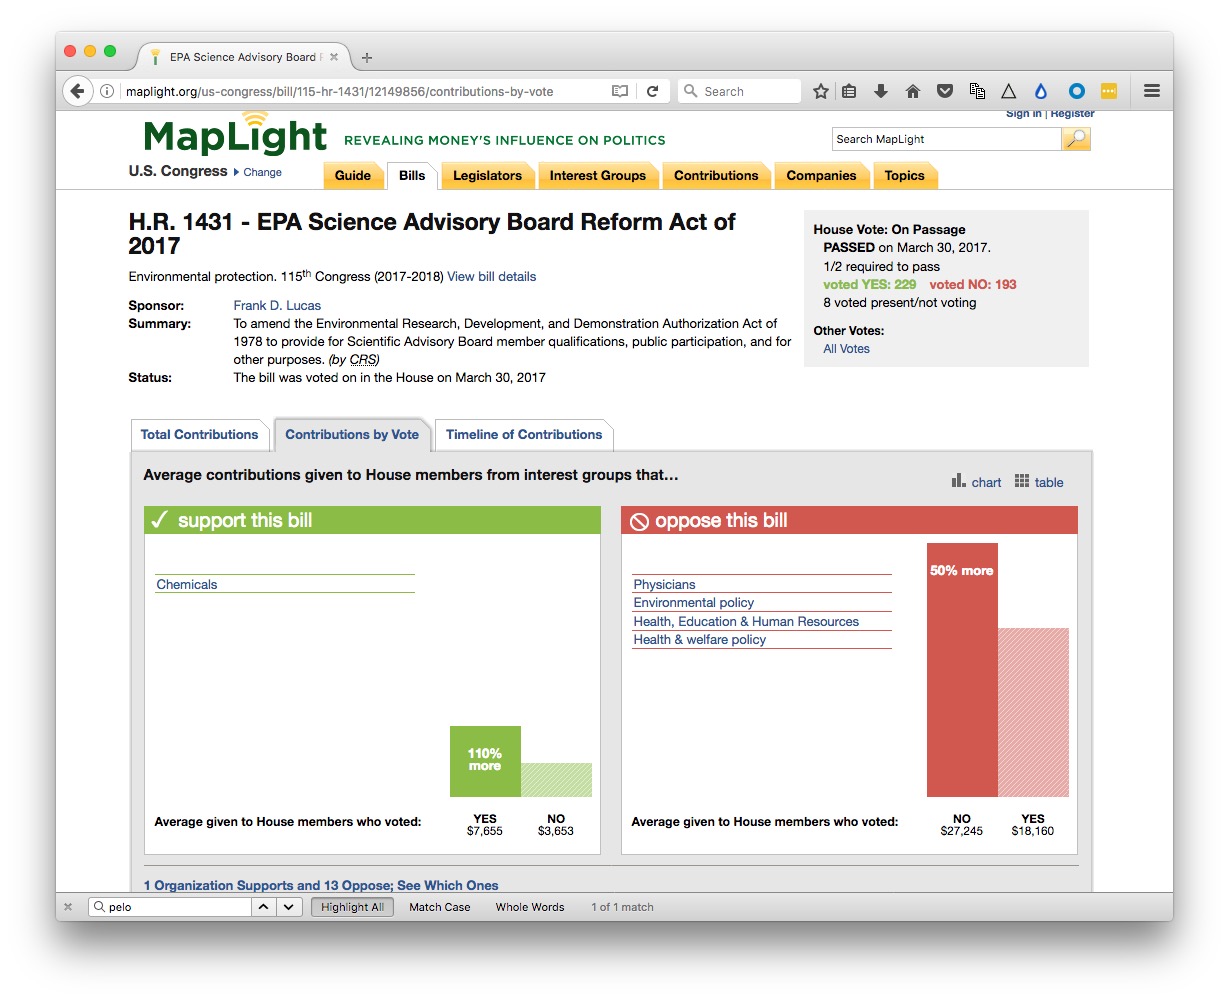 EPA Science Advisory Board
maplight.org/us-congress/bill/115-hr-1431/12149856/contributions-by-vote
Search
Sign in | Register
MapLight
REVEALING MONEY'S INFLUENCE ON POLITICS
Search MapLight
U.S. Congress Change
Guide Bills Legislators Interest Groups Contributions Companies Topics
H.R. 1431 - EPA Science Advisory Board Reform Act of
2017
Environmental protection. 115th Congress (2017-2018) View bill details
Sponsor: Frank D. Lucas
Summary: To amend the Environmental Research, Development, and Demonstration Authorization Act of
1978 to provide for Scientific Advisory Board member qualifications, public participation, and for
other purposes. (by CRS)
Status: The bill was voted on in the House on March 30, 2017
House Vote: On Passage
PASSED on March 30, 2017.
1/2 required to pass
voted YES: 229 voted NO: 193
8 voted present/not voting
Other Votes:
All Votes
Total Contributions Contributions by Vote Timeline of Contributions
Average contributions given to House members from interest groups that...
chart table
support this bill
Chemicals
110%
more
Average given to House members who voted:
YES NO
$7,655 $3,653
oppose this bill
Physicians
Environmental policy
Health, Education & Human Resources
Health & welfare policy
50% more
Average given to House members who voted:
NO YES
$27,245 $18,160
1 Organization Supports and 13 Oppose; See Which Ones
pelo Highlight All Match Case Whole Words 1 of 1 match